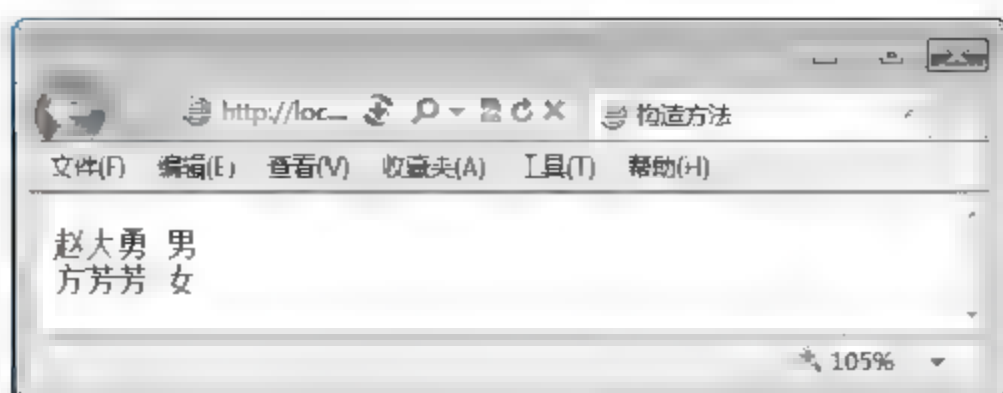 http://loc... 构造方法
文件(F) 编辑(E) 查看(V) 收藏夹(A) 工具(T) 帮助(H)
赵大勇 男
方芳芳 女
105%